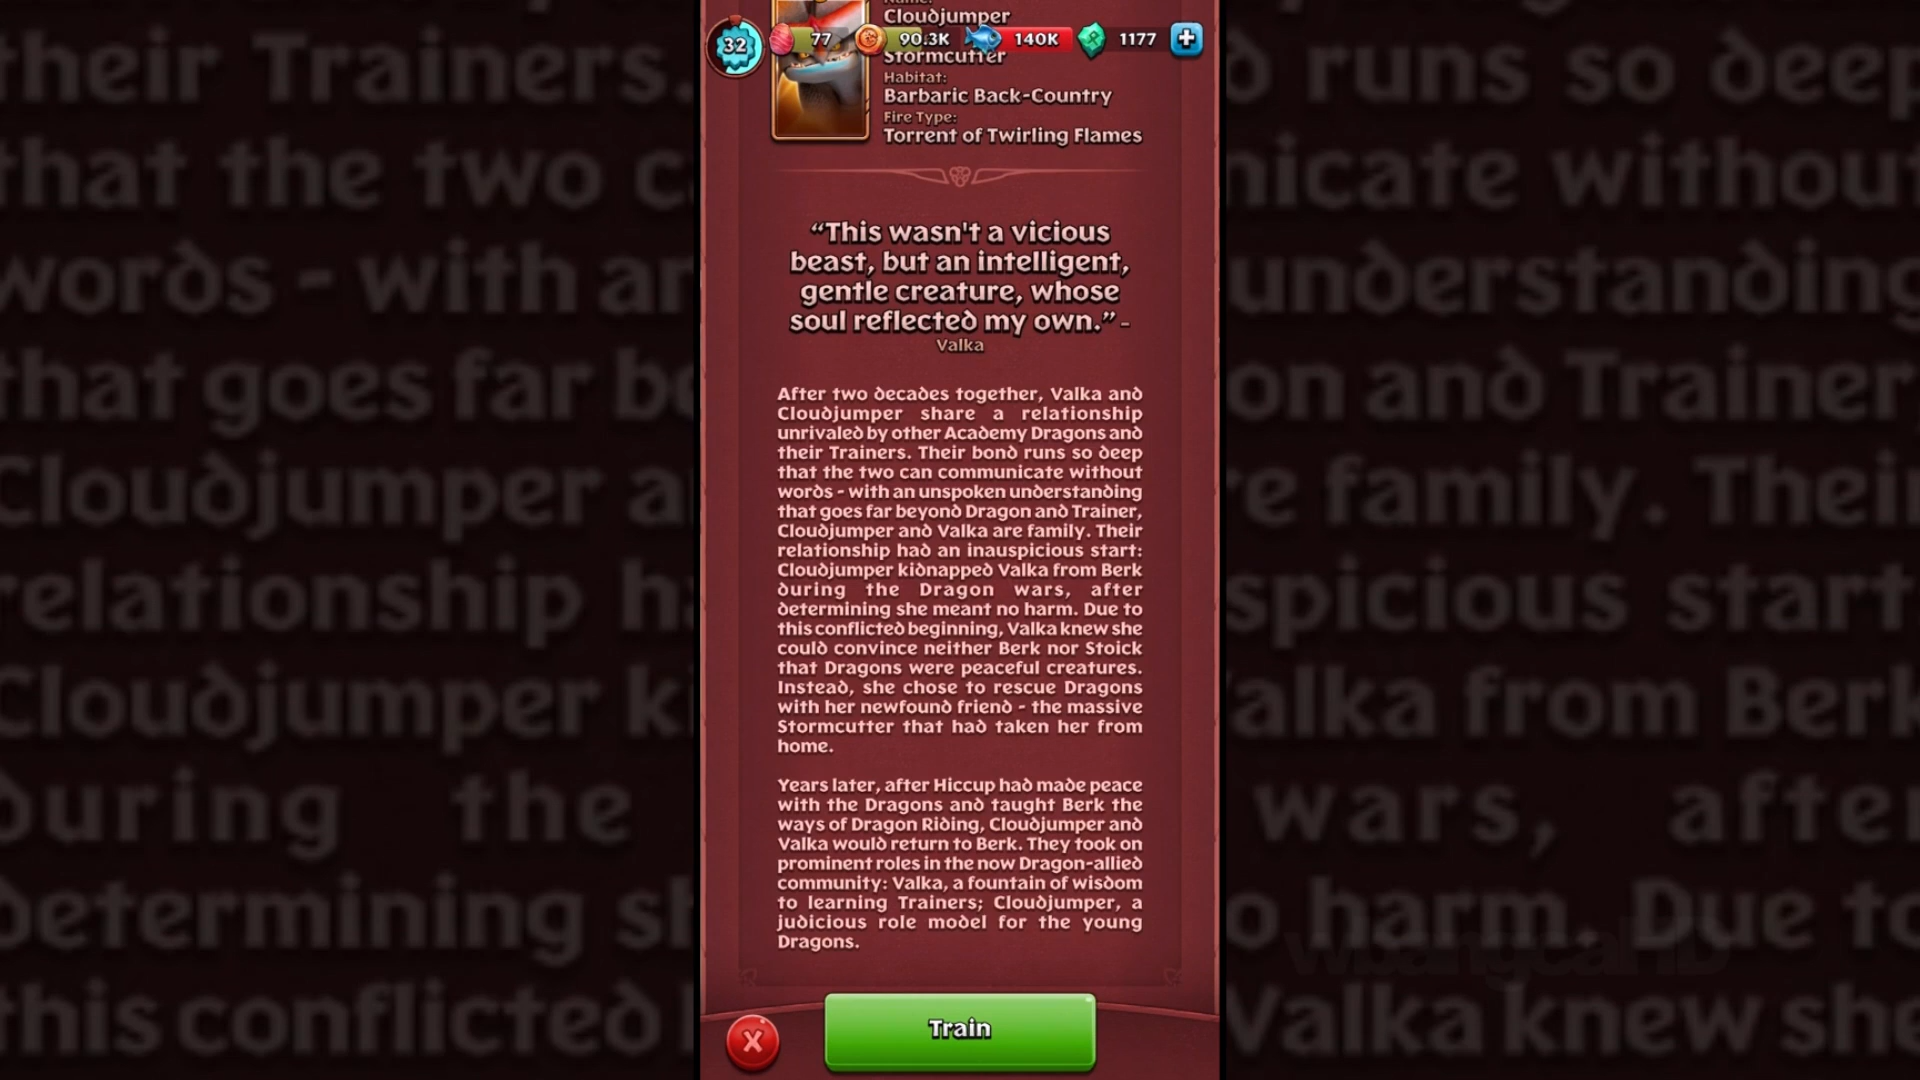 Name:
Cloudjumper
32
77
90.3K
140K
1177
Stormcutter
Habitat:
Barbaric Back-Country
Fire Type:
Torrent of Twirling Flames
“This wasn't a vicious
beast, but an intelligent,
gentle creature, whose
soul reflected my own.” -
Valka
After two decades together, Valka and
Cloudjumper share a relationship
unrivaled by other Academy Dragons and
their Trainers. Their bond runs so deep
that the two can communicate without
words - with an unspoken understanding
that goes far beyond Dragon and Trainer,
Cloudjumper and Valka are family. Their
relationship had an inauspicious start:
Cloudjumper kidnapped Valka from Berk
during the Dragon wars, after
determining she meant no harm. Due to
this conflicted beginning, Valka knew she
could convince neither Berk nor Stoick
that Dragons were peaceful creatures.
Instead, she chose to rescue Dragons
with her newfound friend - the massive
Stormcutter that had taken her from
home.
Years later, after Hiccup had made peace
with the Dragons and taught Berk the
ways of Dragon Riding, Cloudjumper and
Valka would return to Berk. They took on
prominent roles in the now Dragon-allied
community: Valka, a fountain of wisdom
to learning Trainers; Cloudjumper, a
judicious role model for the young
Dragons.
X
Train